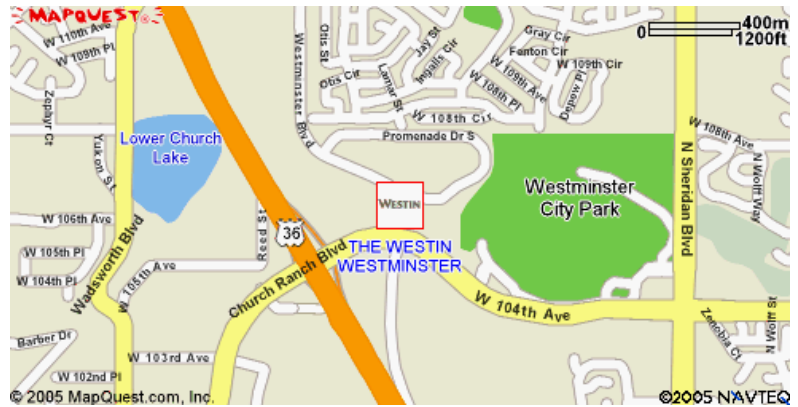 MAPQUEST
400m
0
1200ft
W 110th Ave
W 109th Pl
Zephyr Ct
Yukon St
Lower Church
Lake
Westminster Blvd
Otis St
Otis Cir
Lamar St
Jay St
Ingalls Cir
Gray Cir
Fenton Cir
W 109th Cir
W 109th Ave
W 108th Pl
Depew Pl
W 108th Cir
Promenade Dr S
W 108th Ave
N Wolff Way
N Sheridan Blvd
Westminster
City Park
WESTIN
THE WESTIN
WESTMINSTER
36
Reed St
W 106th Ave
W 105th Pl
W 104th Pl
W 105th Ave
Wadsworth Blvd
Church Ranch Blvd
W 104th Ave
Zenobia Ct
N Wolff St
Barber Dr
W 103rd Ave
W 102nd Pl
© 2005 MapQuest.com, Inc.
©2005 NAVTEQ